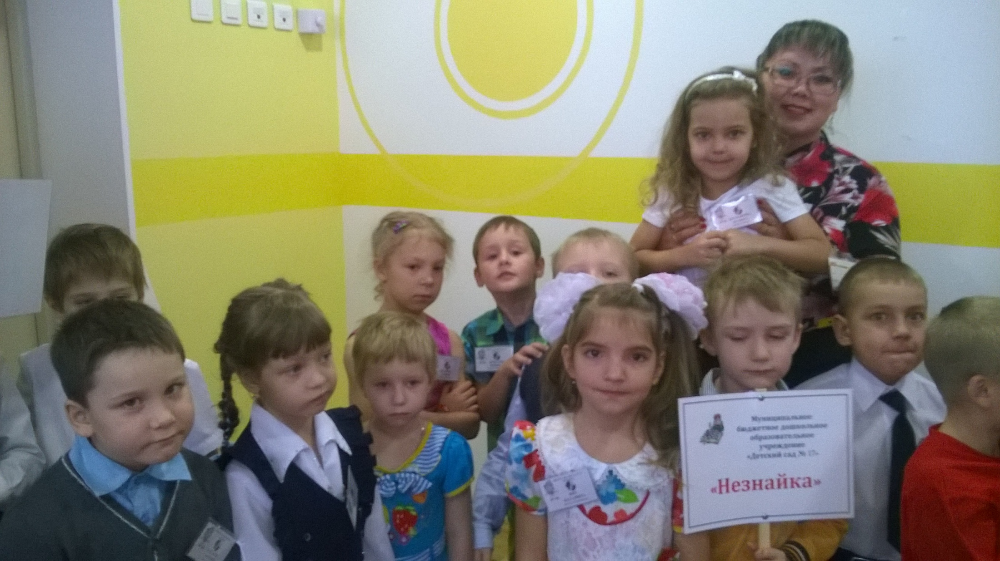 Муниципальное
бюджетное дошкольное
образовательное
учреждение
«Детский сад № 17»
«Незнайка»